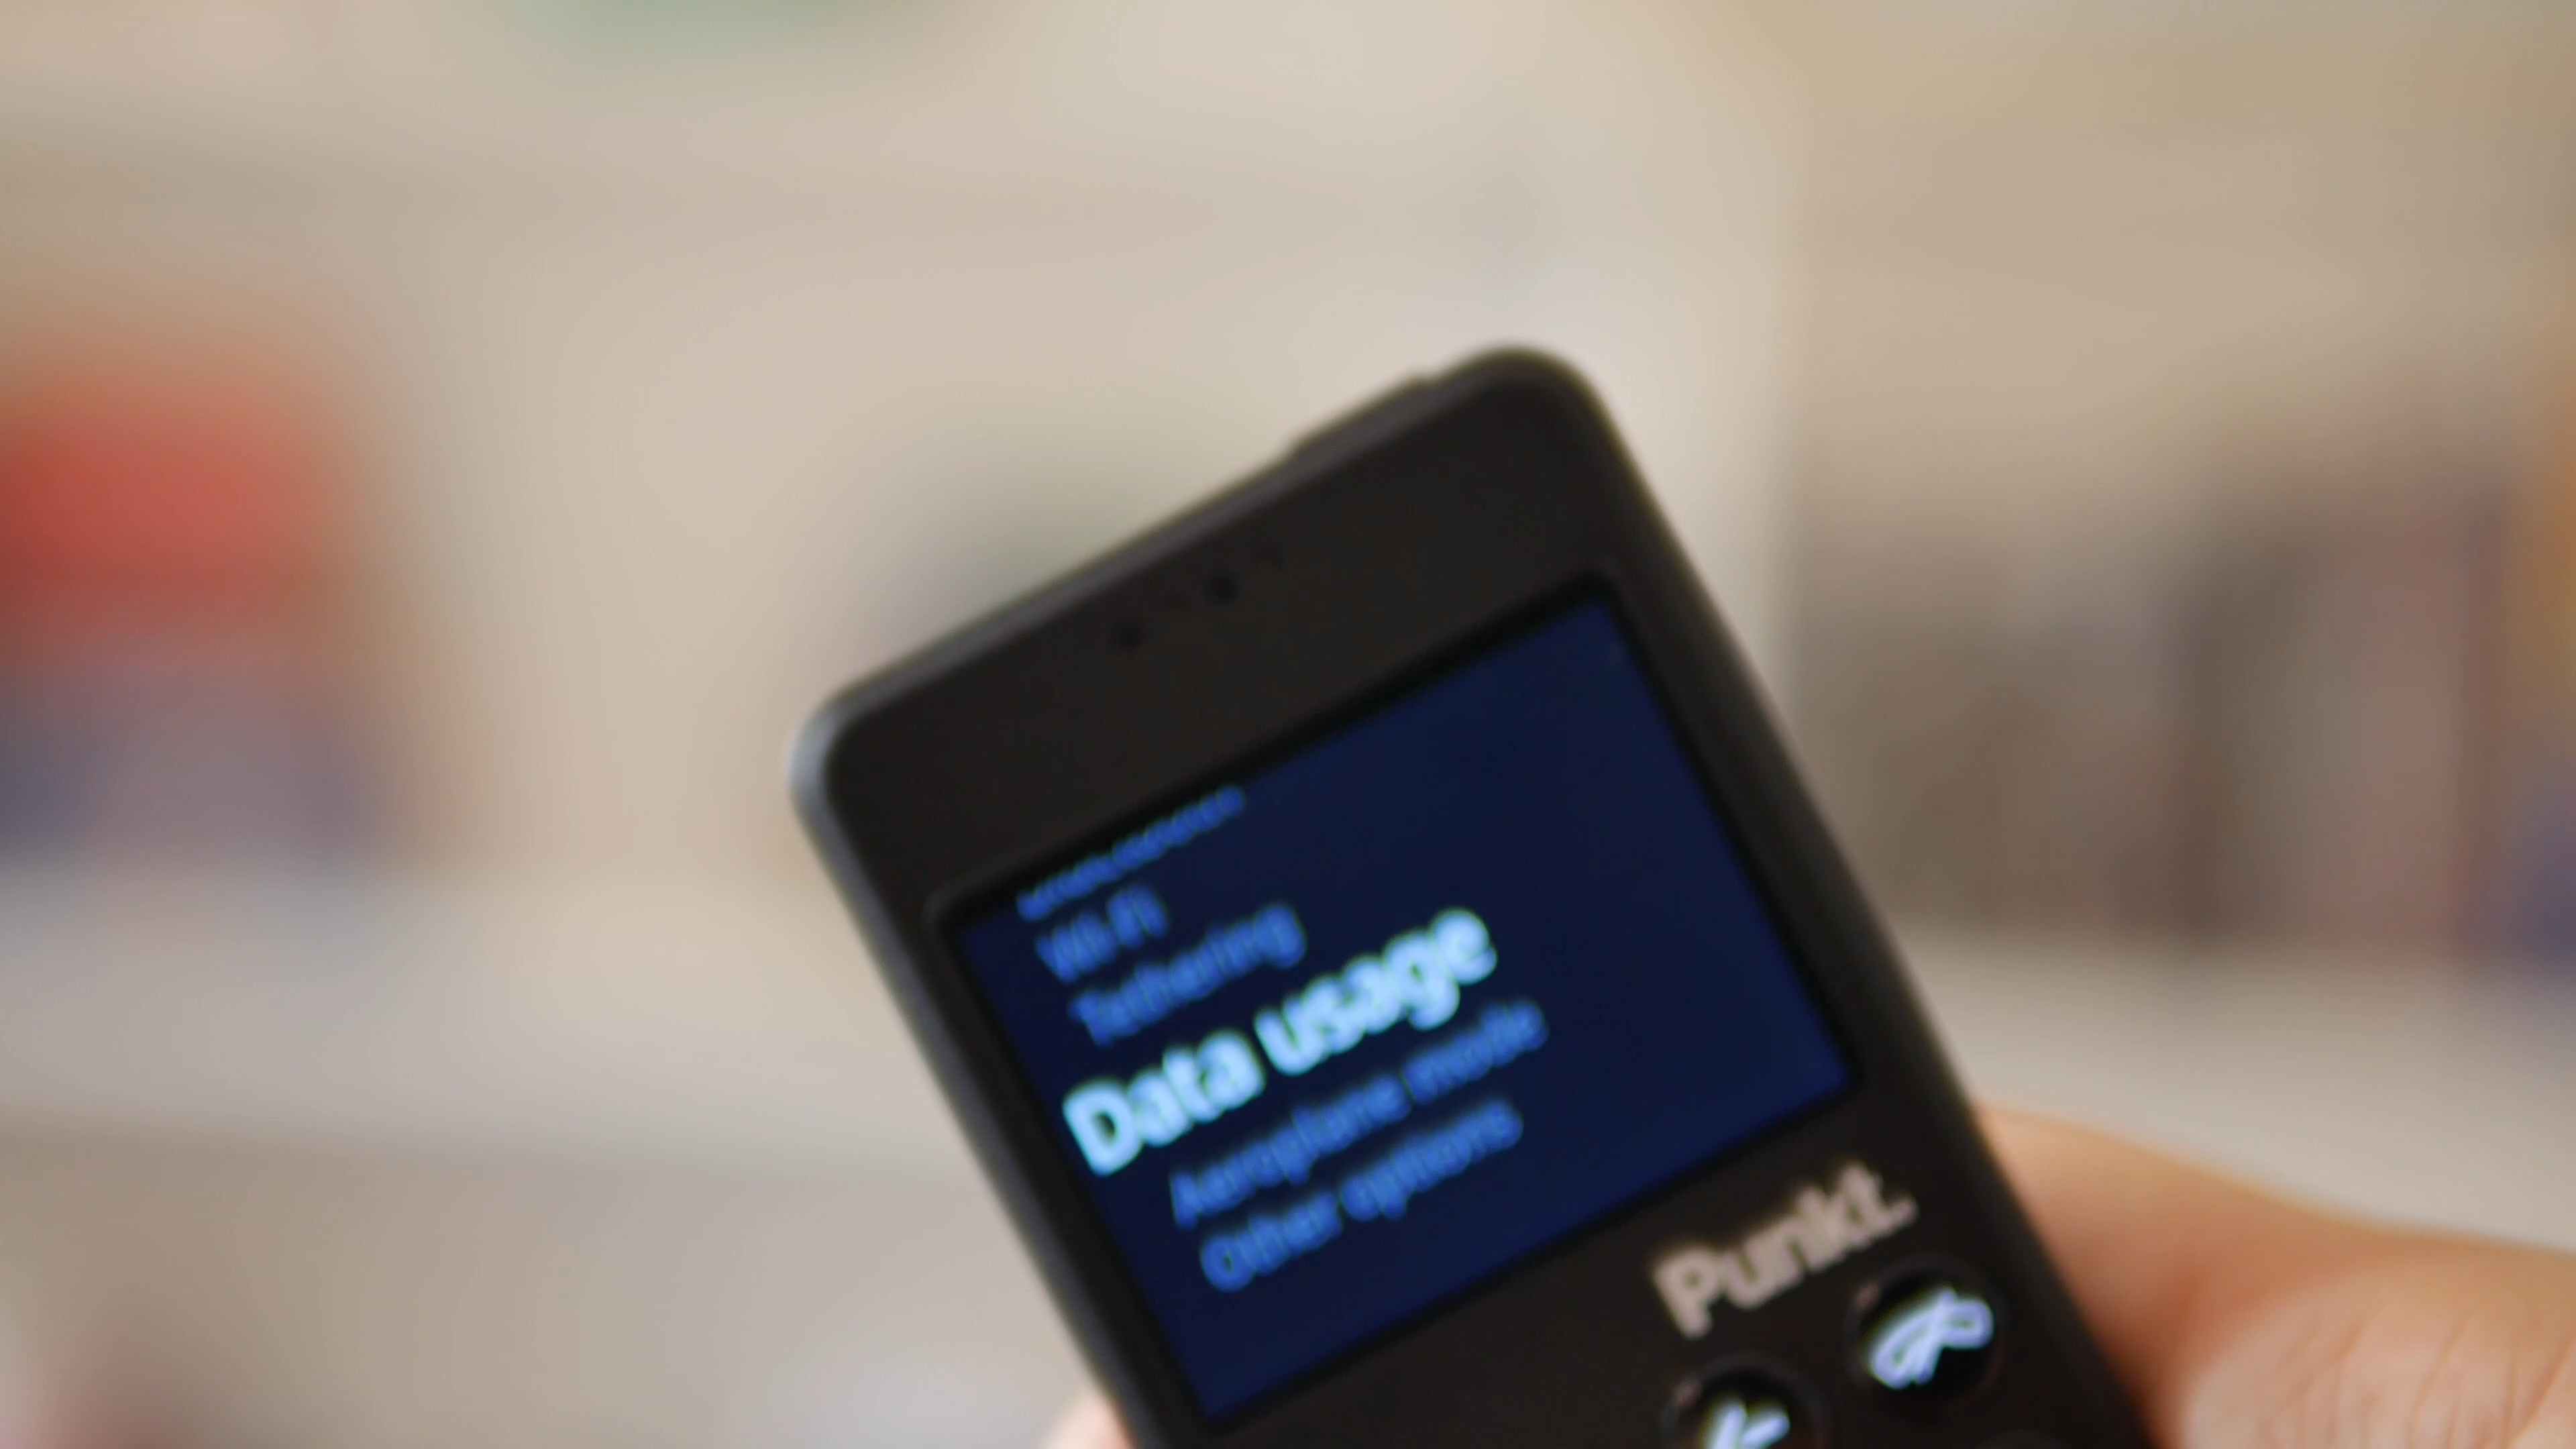 Wi-Fi
Tethering
Data usage
Aeroplane mode
Other options
Punkt.